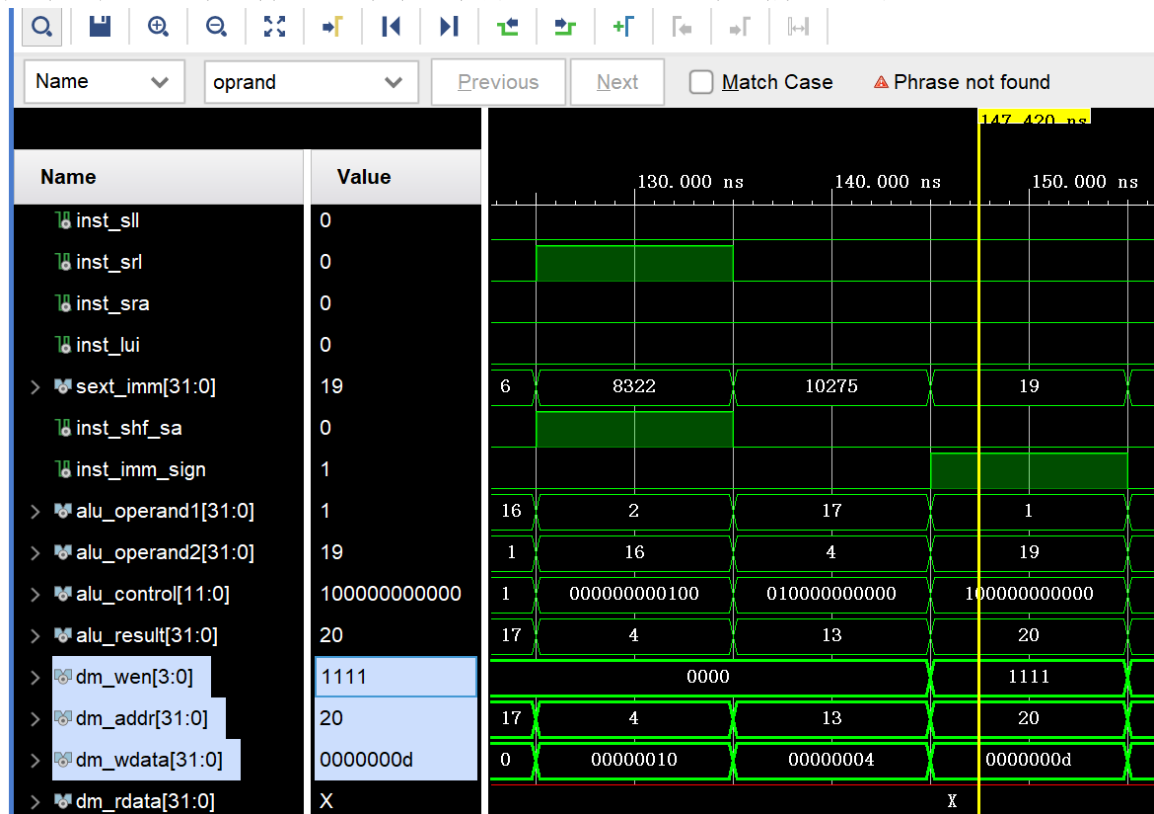 Name oprand Previous Next Match Case Phrase not found
147.420 ns
Name Value 130.000 ns 140.000 ns 150.000 ns
inst_sll 0
inst_srl 0
inst_sra 0
inst_lui 0
sext_imm[31:0] 19 6 8322 10275 19
inst_shf_sa 0
inst_imm_sign 1
alu_operand1[31:0] 1 16 2 17 1
alu_operand2[31:0] 19 1 16 4 19
alu_control[11:0] 100000000000 1 000000000100 010000000000 100000000000
alu_result[31:0] 20 17 4 13 20
dm_wen[3:0] 1111 0000 1111
dm_addr[31:0] 20 17 4 13 20
dm_wdata[31:0] 0000000d 0 00000010 00000004 0000000d
dm_rdata[31:0] X X